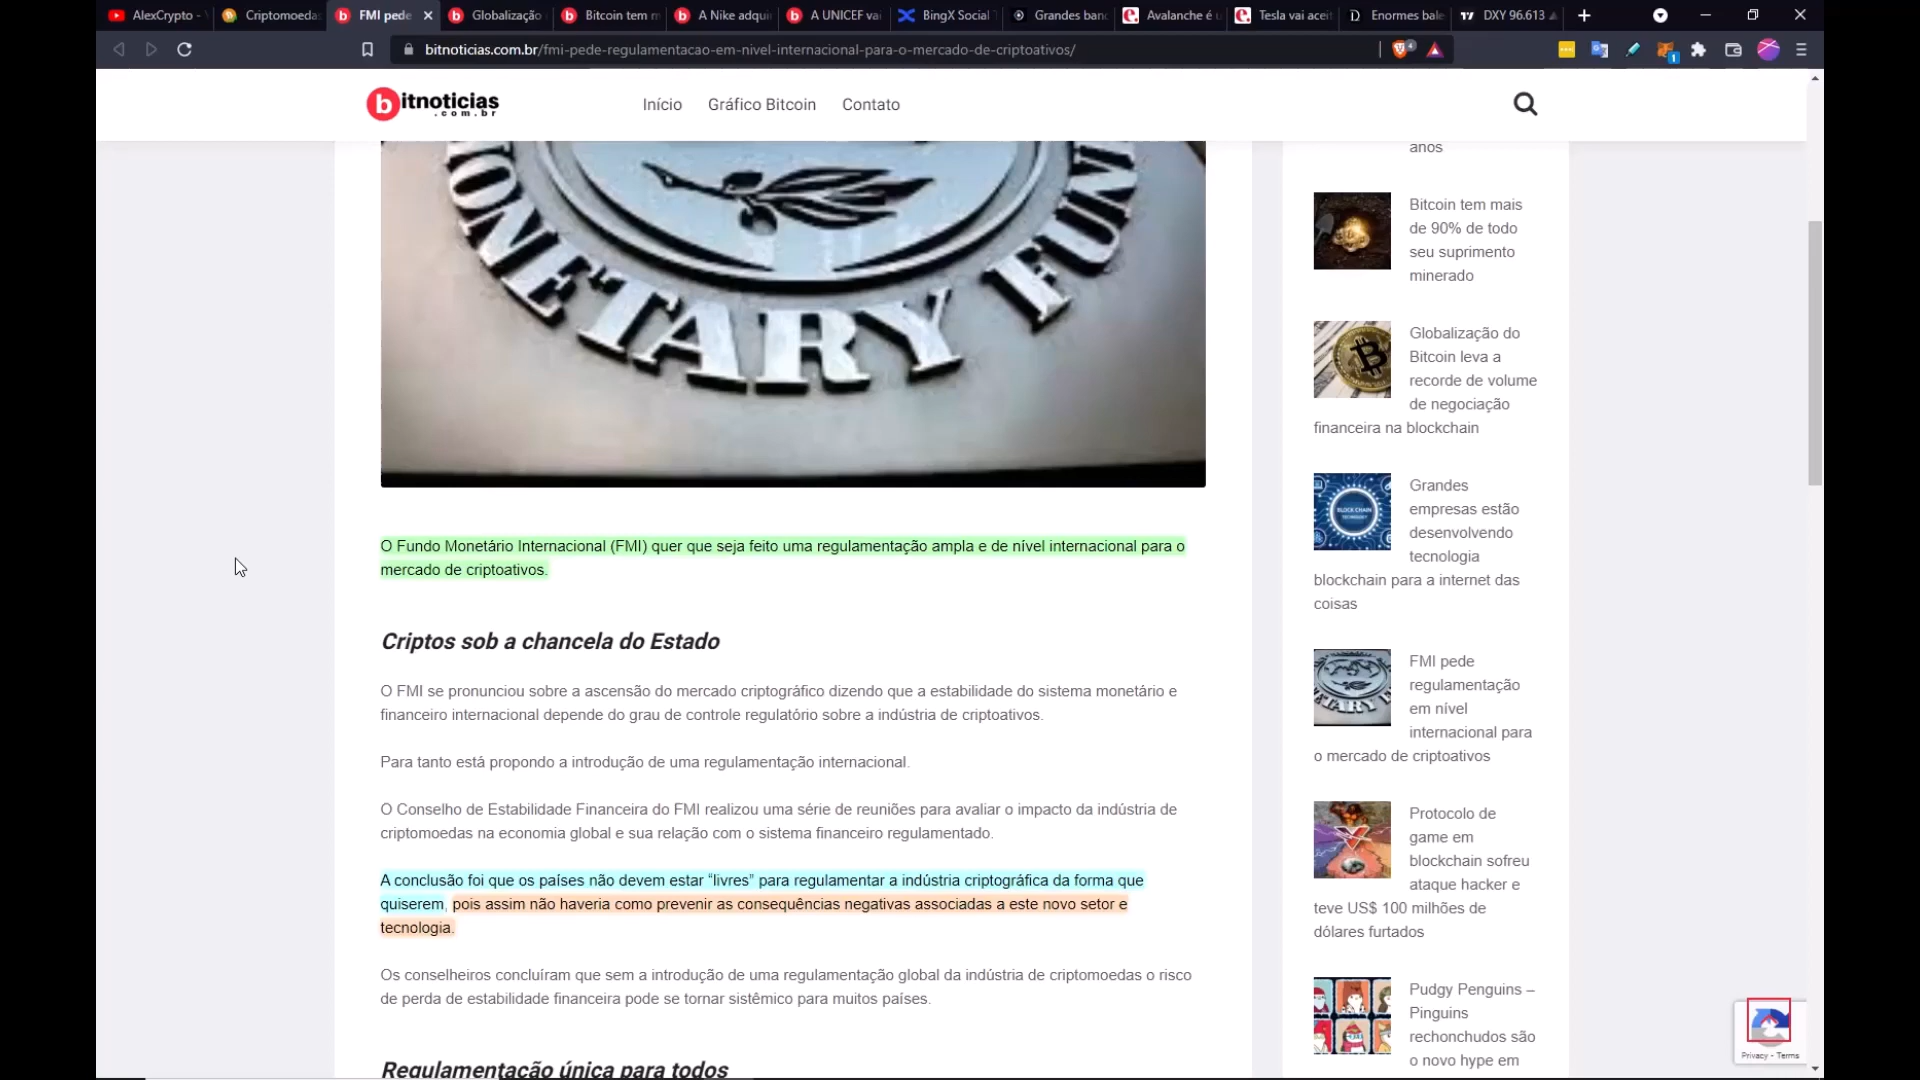 AlexCrypto -
Criptomoedas
FMI pede
Globalização
Bitcoin tem m
A Nike adqui
A UNICEF va
BingX Social
Grandes banc
Avalanche é
Tesla vai aceit
Enormes bale
DXY 96.613
bitnoticias.com.br/fmi-pede-regulamentacao-em-nivel-internacional-para-o-mercado-de-criptoativos/
bitnoticias
.com.br
Início
Gráfico Bitcoin
Contato
ONETARY FUN
O Fundo Monetário Internacional (FMI) quer que seja feito uma regulamentação ampla e de nível internacional para o
mercado de criptoativos.
Criptos sob a chancela do Estado
O FMI se pronunciou sobre a ascensão do mercado criptográfico dizendo que a estabilidade do sistema monetário e
financeiro internacional depende do grau de controle regulatório sobre a indústria de criptoativos.
Para tanto está propondo a introdução de uma regulamentação internacional.
O Conselho de Estabilidade Financeira do FMI realizou uma série de reuniões para avaliar o impacto da indústria de
criptomoedas na economia global e sua relação com o sistema financeiro regulamentado.
A conclusão foi que os países não devem estar “livres” para regulamentar a indústria criptográfica da forma que
quiserem, pois assim não haveria como prevenir as consequências negativas associadas a este novo setor e
tecnologia.
Os conselheiros concluíram que sem a introdução de uma regulamentação global da indústria de criptomoedas o risco
de perda de estabilidade financeira pode se tornar sistêmico para muitos países.
Regulamentação única para todos
anos
Bitcoin tem mais
de 90% de todo
seu suprimento
minerado
Globalização do
Bitcoin leva a
recorde de volume
de negociação
financeira na blockchain
BLOCK CHAIN
Grandes
empresas estão
desenvolvendo
tecnologia
blockchain para a internet das
coisas
FMI pede
regulamentação
em nível
internacional para
o mercado de criptoativos
Protocolo de
game em
blockchain sofreu
ataque hacker e
teve US$ 100 milhões de
dólares furtados
Pudgy Penguins –
Pinguins
rechonchudos são
o novo hype em
Privacy - Terms